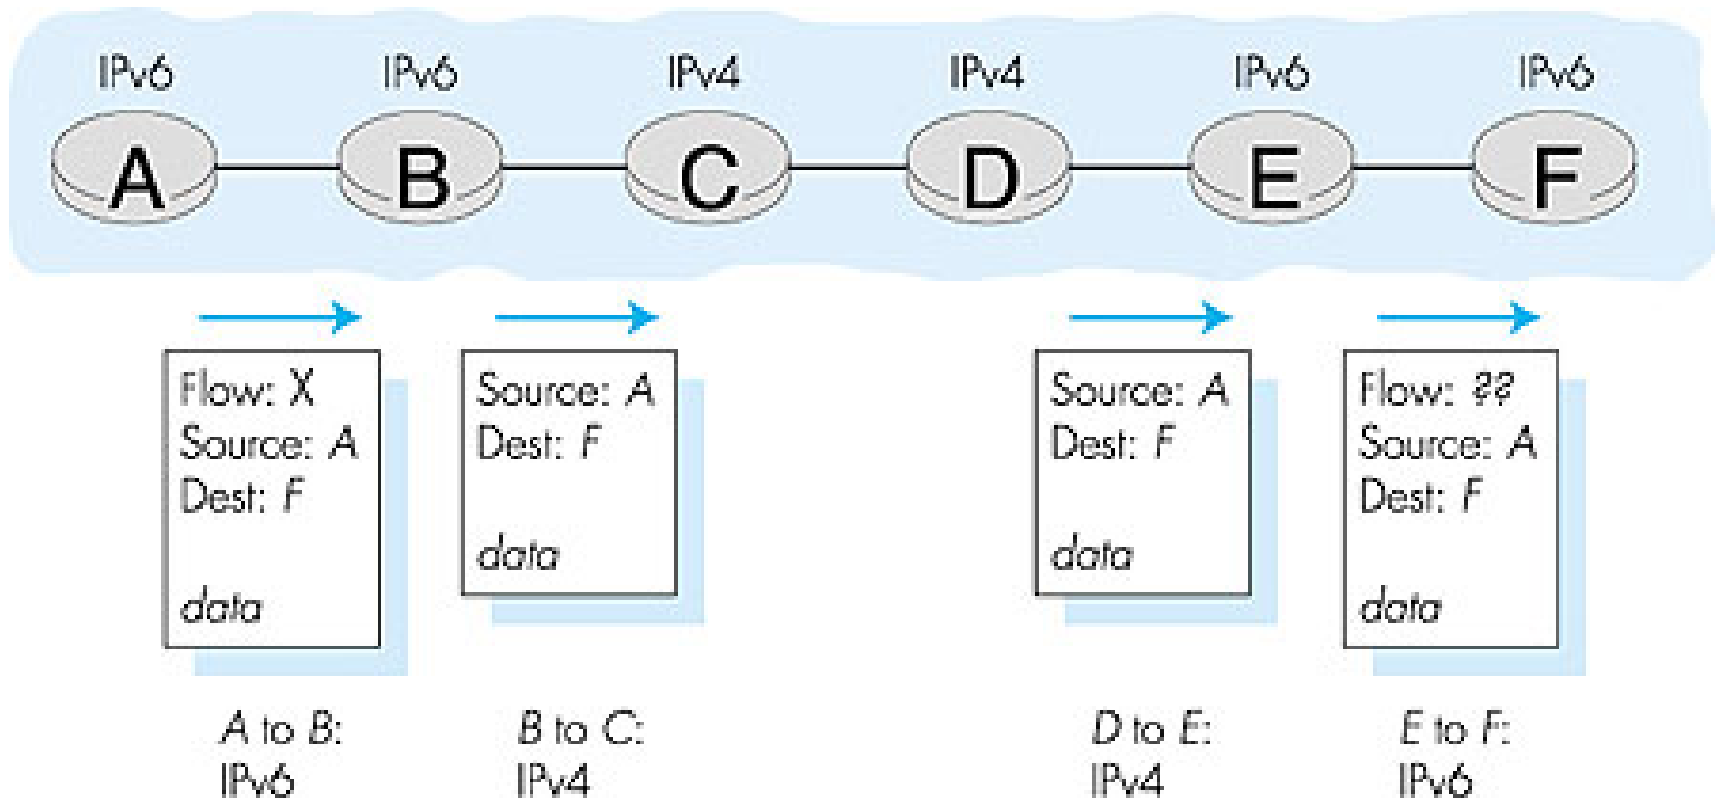 IPv6 IPv6 IPv4 IPv4 IPv6 IPv6
A B C D E F
Flow: X
Source: A
Dest: F
data
Source: A
Dest: F
data
Source: A
Dest: F
data
Flow: ??
Source: A
Dest: F
data
A to B:
IPv6
B to C:
IPv4
D to E:
IPv4
E to F:
IPv6